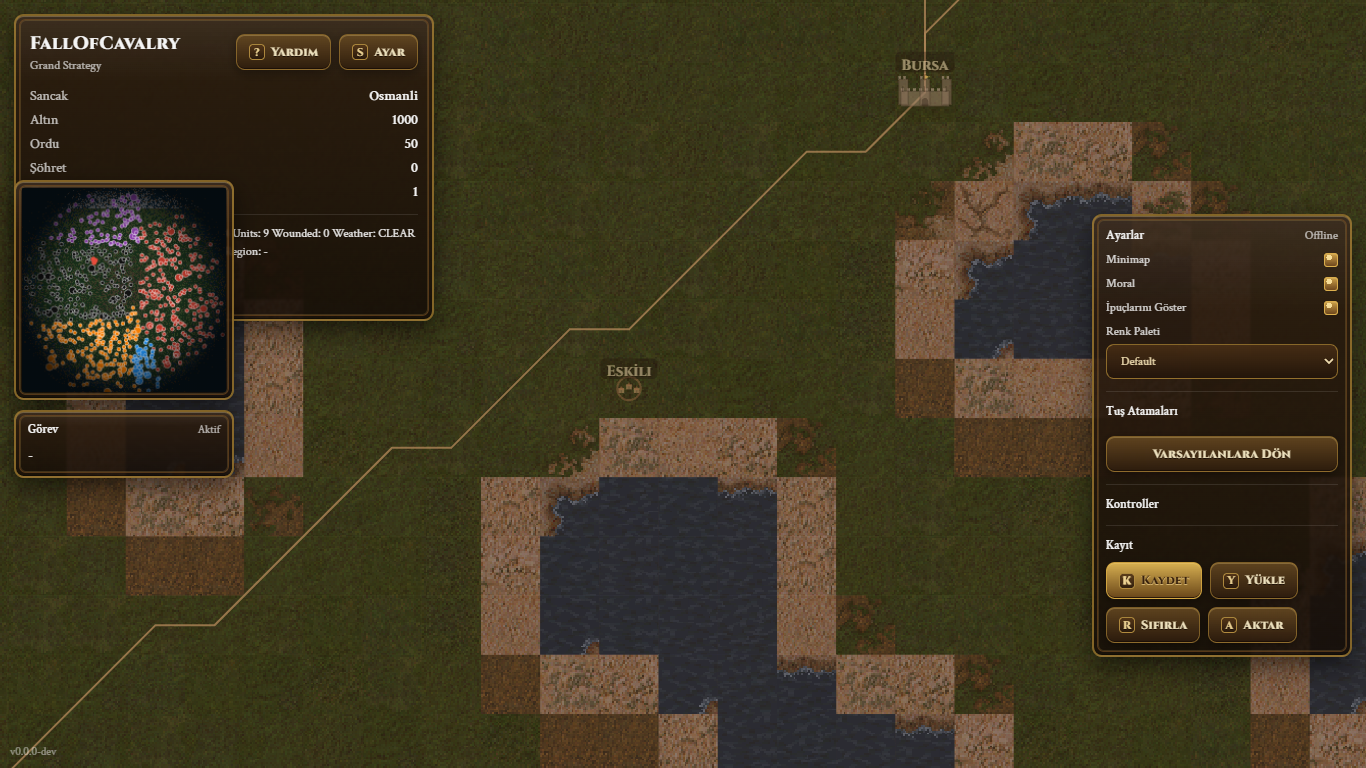 FallOfCavalry
Grand Strategy
? Yardım
S Ayar
Sancak Osmanli
Altın 1000
Ordu 50
Şöhret 0
1
Units: 9 Wounded: 0 Weather: CLEAR
egion: -
Görev Aktif
-
Bursa
Eskili
Ayarlar Offline
Minimap
Moral
İpuçlarını Göster
Renk Paleti
Default
Tuş Atamaları
Varsayılanlara Dön
Kontroller
Kayıt
K Kaydet
Y Yükle
R Sıfırla
A Aktar
v0.0.0-dev